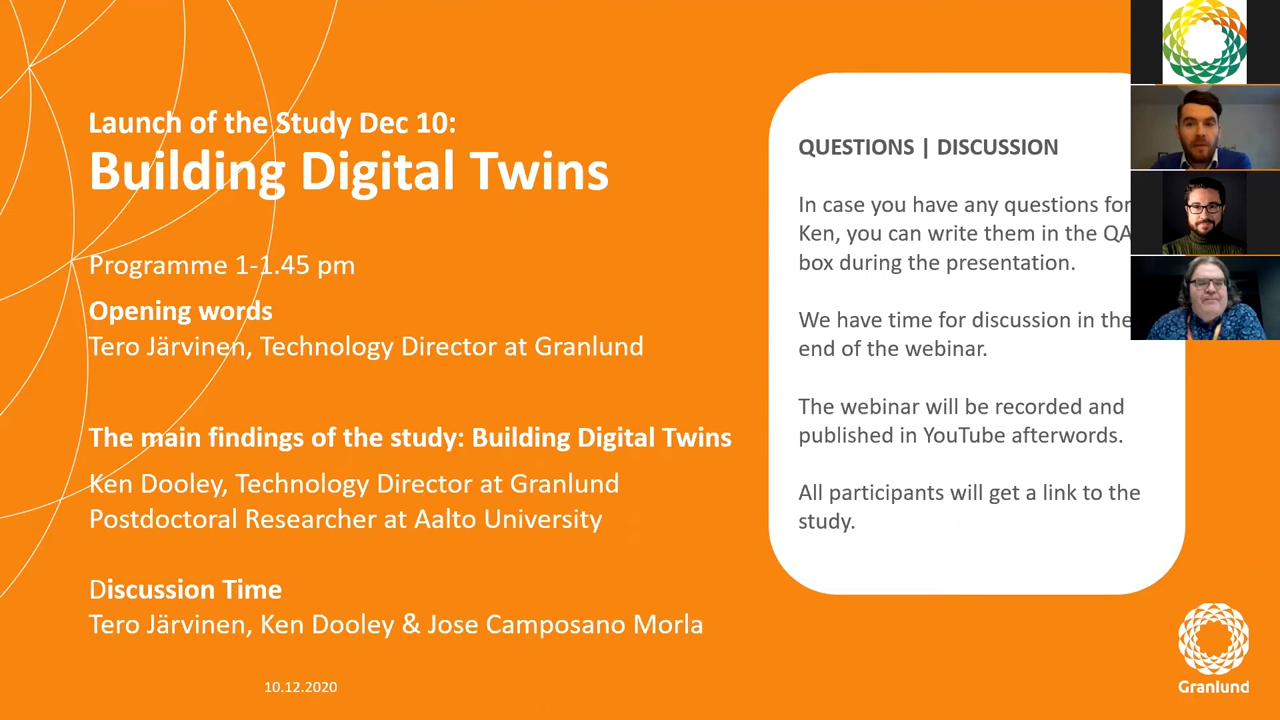 Launch of the Study Dec 10:
Building Digital Twins
Programme 1-1.45 pm
Opening words
Tero Järvinen, Technology Director at Granlund
The main findings of the study: Building Digital Twins
Ken Dooley, Technology Director at Granlund
Postdoctoral Researcher at Aalto University
Discussion Time
Tero Järvinen, Ken Dooley & Jose Camposano Morla
10.12.2020
QUESTIONS | DISCUSSION
In case you have any questions for
Ken, you can write them in the QA
box during the presentation.
We have time for discussion in the
end of the webinar.
The webinar will be recorded and
published in YouTube afterwords.
All participants will get a link to the
study.
Granlund